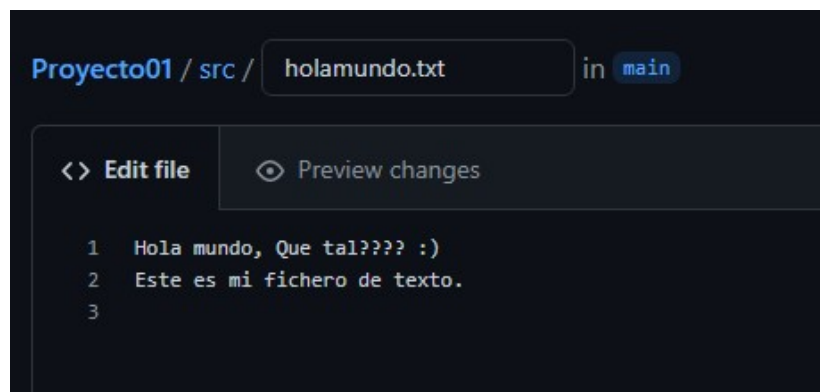 Proyecto01 / src / holamundo.txt in main
<> Edit file Preview changes
1 Hola mundo, Que tal???? :)
2 Este es mi fichero de texto.
3